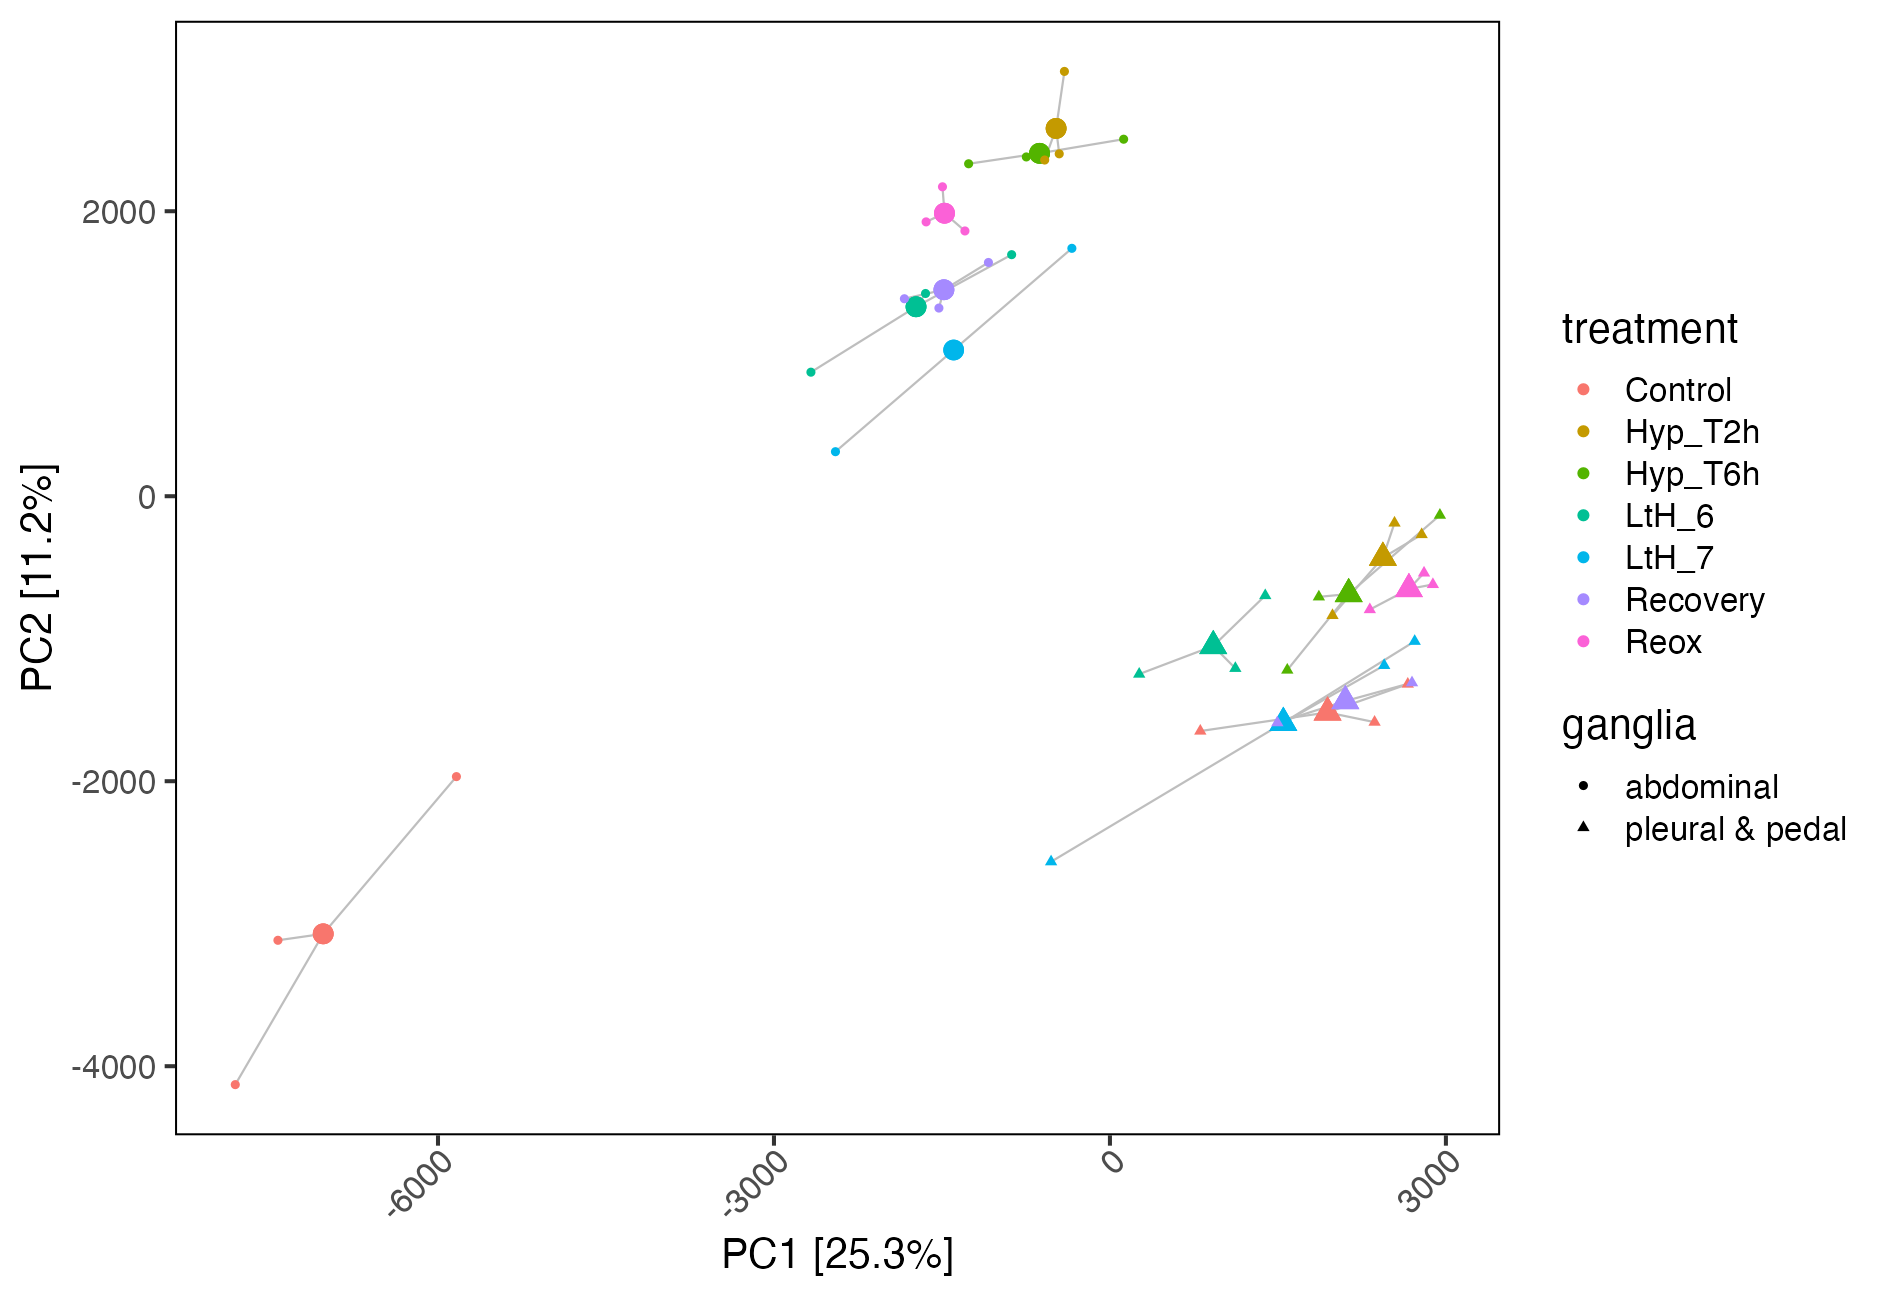 2000
0
-2000
-4000
PC2 [11.2%]
-6000
-3000
0
3000
PC1 [25.3%]
treatment
Control
Hyp_T2h
Hyp_T6h
LtH_6
LtH_7
Recovery
Reox
ganglia
abdominal
pleural & pedal